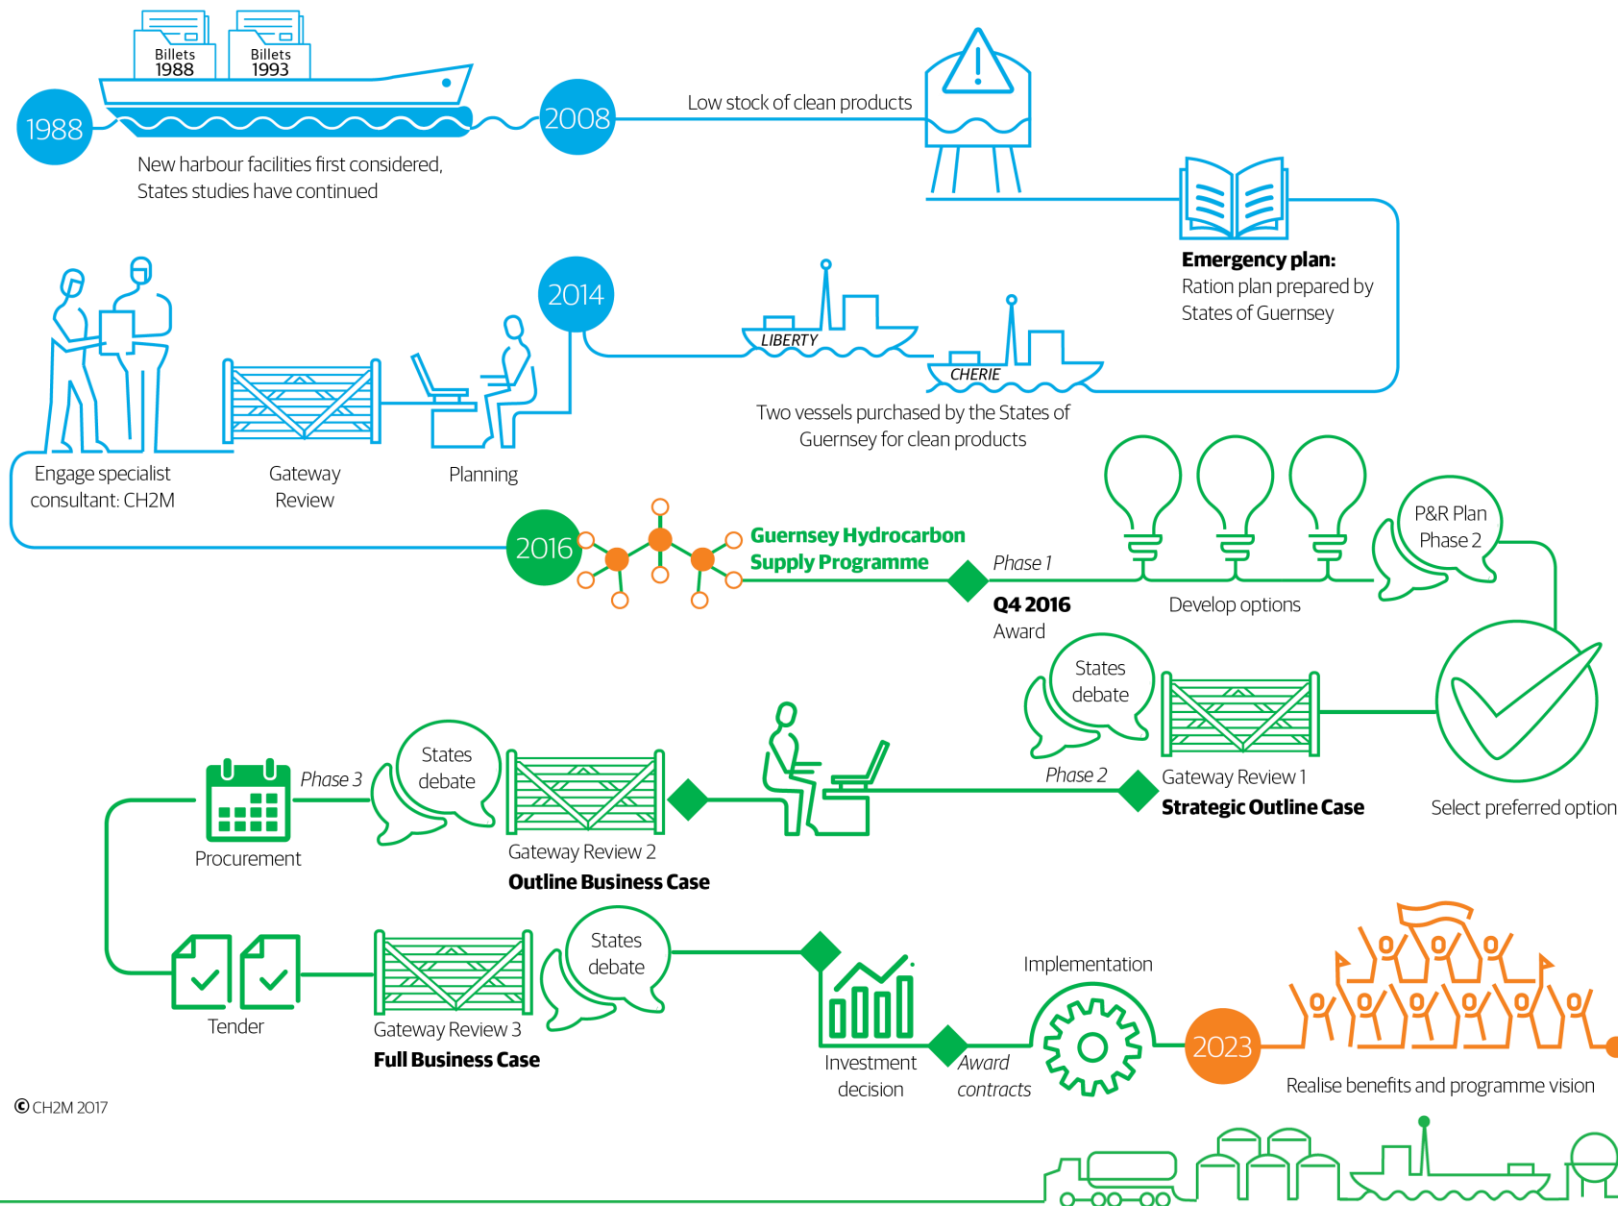 Billets
1988
Billets
1993
1988
New harbour facilities first considered,
States studies have continued
2008
Low stock of clean products
Emergency plan:
Ration plan prepared by
States of Guernsey
CHERIE
LIBERTY
Two vessels purchased by the States of
Guernsey for clean products
2014
Planning
Gateway
Review
Engage specialist
consultant: CH2M
2016
Guernsey Hydrocarbon
Supply Programme
Phase 1
Q4 2016
Award
Develop options
P&R Plan
Phase 2
Select preferred option
Gateway Review 1
Strategic Outline Case
States
debate
Phase 2
Gateway Review 2
Outline Business Case
States
debate
Phase 3
Procurement
Tender
Gateway Review 3
Full Business Case
States
debate
Investment
decision
Award
contracts
Implementation
2023
Realise benefits and programme vision
© CH2M 2017